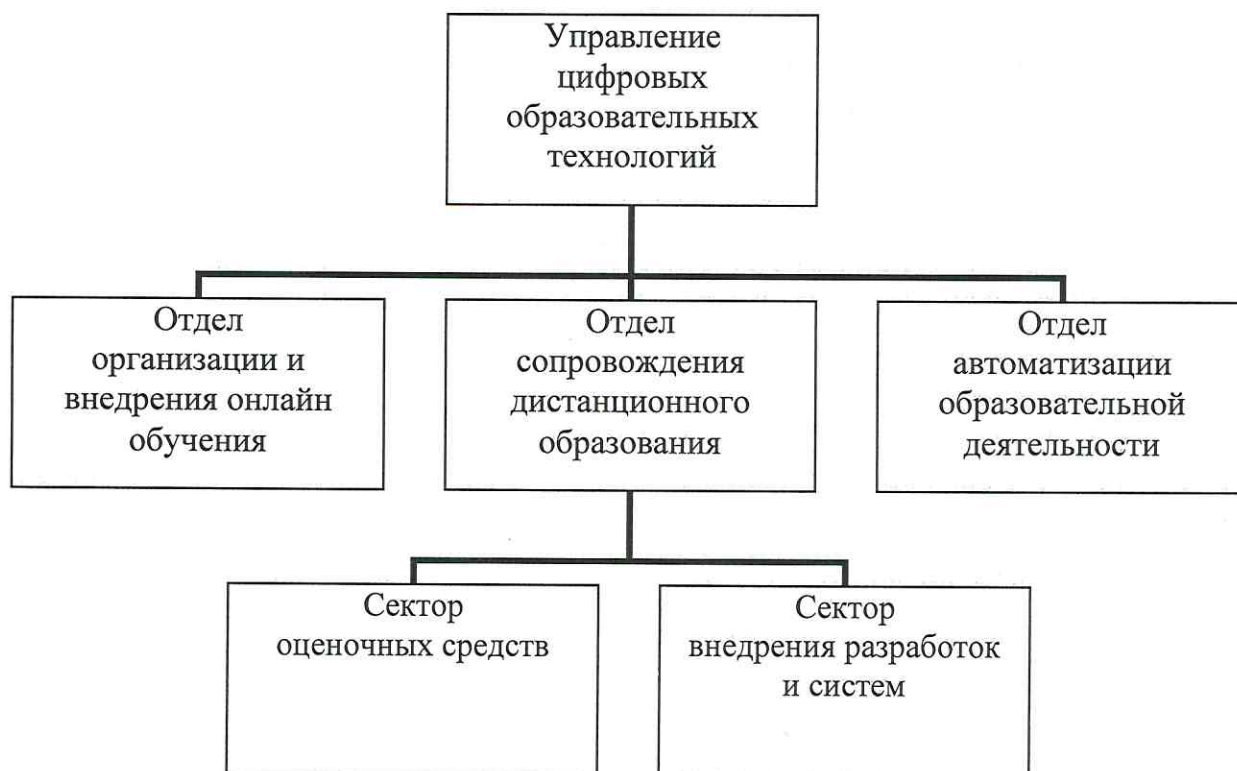 Управление
цифровых
образовательных
технологий
Отдел
организации и
внедрения онлайн
обучения
Отдел
сопровождения
дистанционного
образования
Отдел
автоматизации
образовательной
деятельности
Сектор
оценочных средств
Сектор
внедрения разработок
и систем